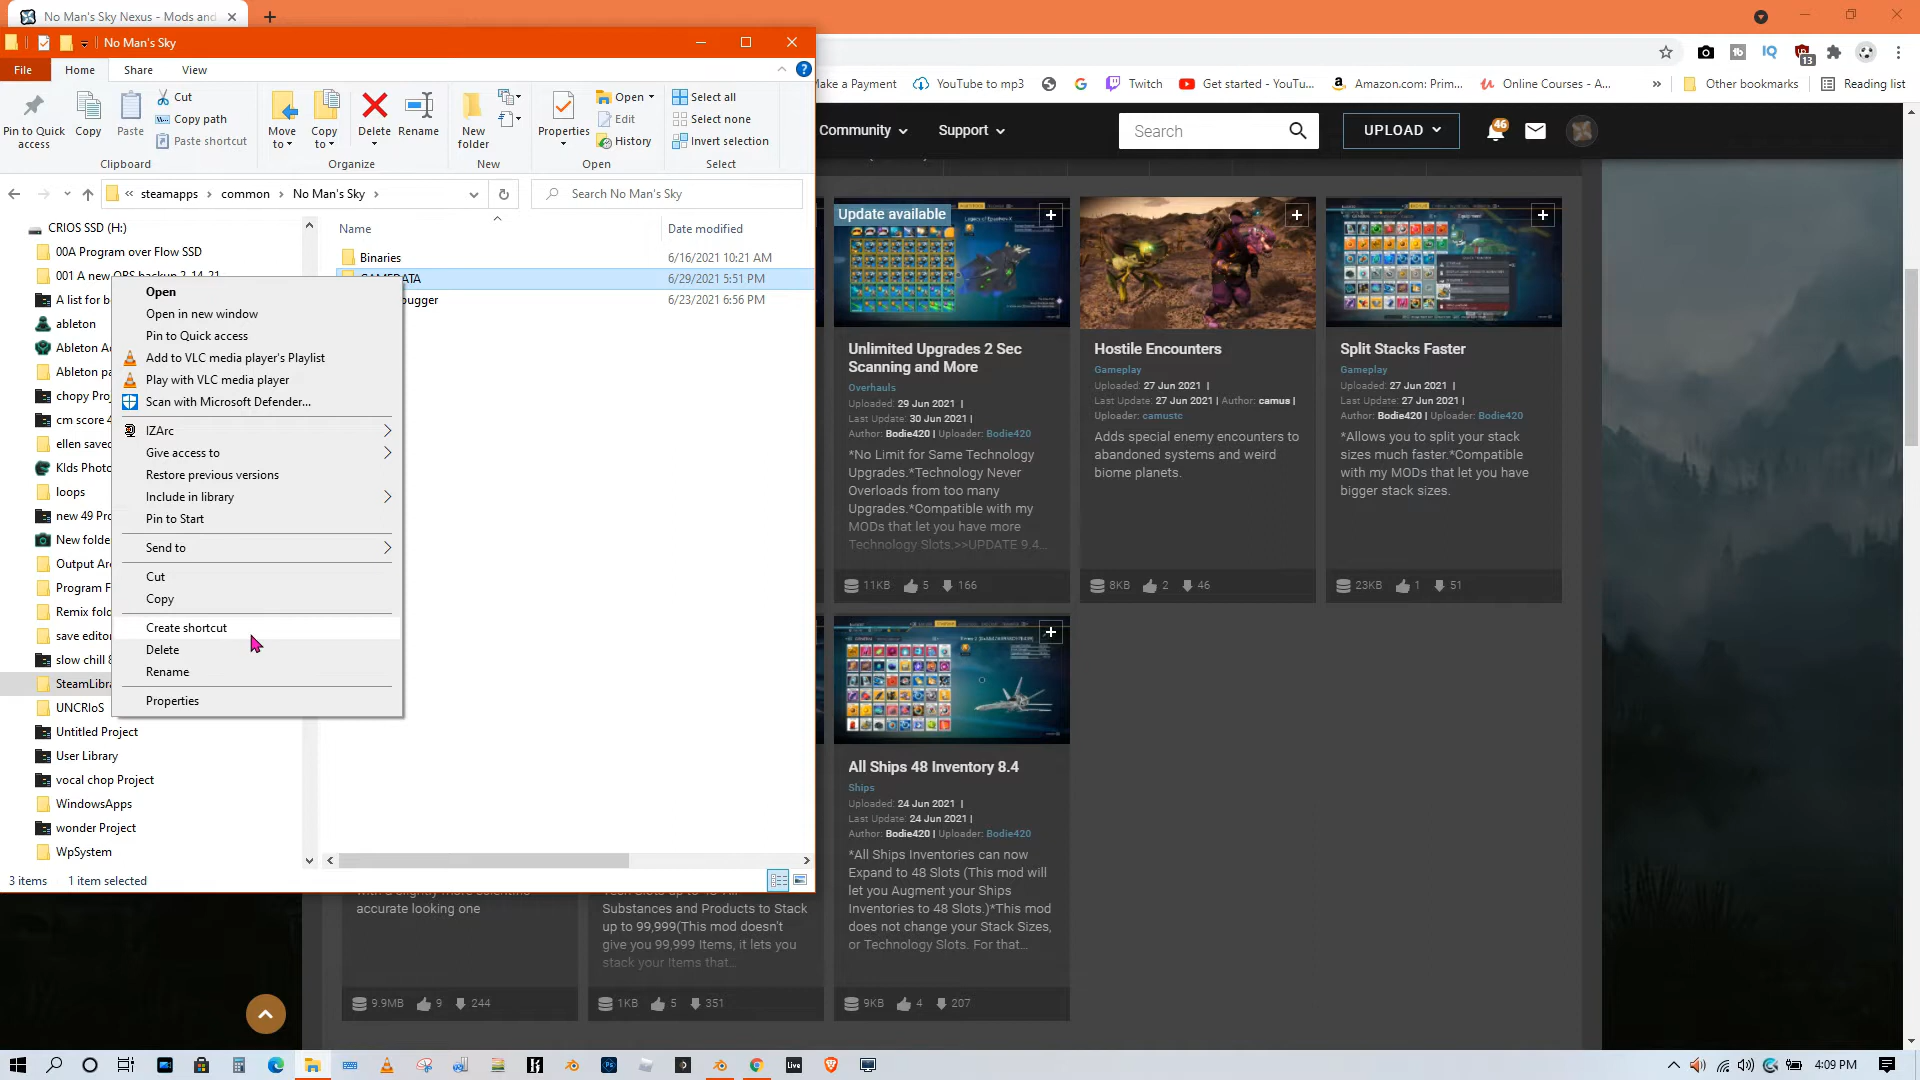 No Man's Sky Nexus - Mods and
No Man's Sky
File
Home
Share
View
Pin to Quick access
Copy
Paste
Cut
Copy path
Paste shortcut
Clipboard
Move to
Copy to
Delete
Rename
Organize
New folder
New
Properties
Open
Edit
History
Open
Select all
Select none
Invert selection
Select
« steamapps > common > No Man's Sky >
Search No Man's Sky
CRIOS SSD (H:)
00A Program over Flow SSD
001 A new OBS backup 2-14-21
A list for b
ableton
Ableton
Ableton pa
chopy Proj
cm score 4
ellen saved
KIds Photo
loops
new 49 Pro
New folde
Output Ar
Program F
Remix fold
save editor
slow chill 8
SteamLibra
UNCRIoS
Untitled Project
User Library
vocal chop Project
WindowsApps
wonder Project
WpSystem
Name
Date modified
Binaries
6/16/2021 10:21 AM
GAMEDATA
6/29/2021 5:51 PM
bugger
6/23/2021 6:56 PM
Open
Open in new window
Pin to Quick access
Add to VLC media player's Playlist
Play with VLC media player
Scan with Microsoft Defender...
IZArc
Give access to
Restore previous versions
Include in library
Pin to Start
Send to
Cut
Copy
Create shortcut
Delete
Rename
Properties
3 items
1 item selected
IQ
13
Make a Payment
YouTube to mp3
Twitch
Get started - YouTu...
Amazon.com: Prim...
Online Courses - A...
»
Other bookmarks
Reading list
Community
Support
Search
UPLOAD
46
Update available
Unlimited Upgrades 2 Sec
Scanning and More
Overhauls
Uploaded: 29 Jun 2021 |
Last Update: 30 Jun 2021 |
Author: Bodie420 | Uploader: Bodie420
*No Limit for Same Technology
Upgrades.*Technology Never
Overloads from too many
Upgrades.*Compatible with my
MODs that let you have more
Technology Slots.>>UPDATE 9.4...
11KB 5 166
Hostile Encounters
Gameplay
Uploaded: 27 Jun 2021 |
Last Update: 27 Jun 2021 | Author: camus |
Uploader: camustc
Adds special enemy encounters to
abandoned systems and weird
biome planets.
8KB 2 46
Split Stacks Faster
Gameplay
Uploaded: 27 Jun 2021 |
Last Update: 27 Jun 2021 |
Author: Bodie420 | Uploader: Bodie420
*Allows you to split your stack
sizes much faster.*Compatible
with my MODs that let you have
bigger stack sizes.
23KB 1 51
accurate looking one
9.9MB 9 244
Substances and Products to Stack
up to 99,999(This mod doesn't
give you 99,999 Items, it lets you
stack your Items that...
1KB 5 351
All Ships 48 Inventory 8.4
Ships
Uploaded: 24 Jun 2021 |
Last Update: 24 Jun 2021 |
Author: Bodie420 | Uploader: Bodie420
*All Ships Inventories can now
Expand to 48 Slots (This mod will
let you Augment your Ships
Inventories to 48 Slots.)*This mod
does not change your Stack Sizes,
or Technology Slots. For that...
9KB 4 207
Live
4:09 PM